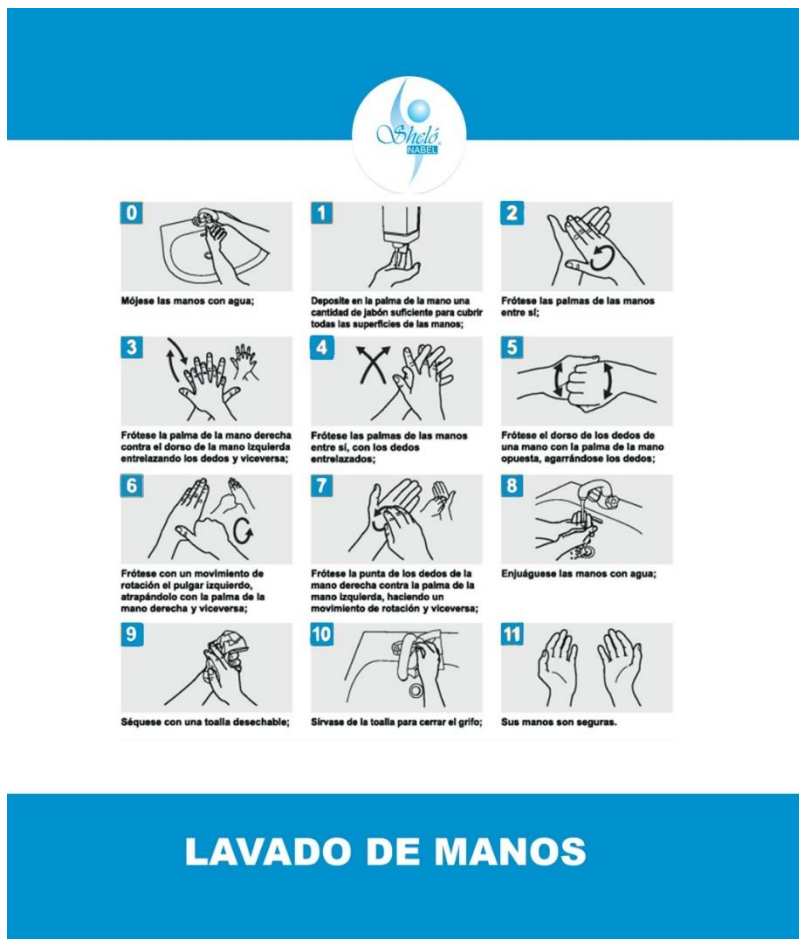 Sheló
NABEL
0
Mójese las manos con agua;
1
Deposite en la palma de la mano una
cantidad de jabón suficiente para cubrir
todas las superficies de las manos;
2
Frótese las palmas de las manos
entre sí;
3
Frótese la palma de la mano derecha
contra el dorso de la mano izquierda
entrelazando los dedos y viceversa;
4
Frótese las palmas de las manos
entre sí, con los dedos
entrelazados;
5
Frótese el dorso de los dedos de
una mano con la palma de la mano
opuesta, agarrándose los dedos;
6
Frótese con un movimiento de
rotación el pulgar izquierdo,
atrapándolo con la palma de la
mano derecha y viceversa;
7
Frótese la punta de los dedos de la
mano derecha contra la palma de la
mano izquierda, haciendo un
movimiento de rotación y viceversa;
8
Enjuáguese las manos con agua;
9
Séquese con una toalla desechable;
10
Sírvase de la toalla para cerrar el grifo;
11
Sus manos son seguras.
LAVADO DE MANOS